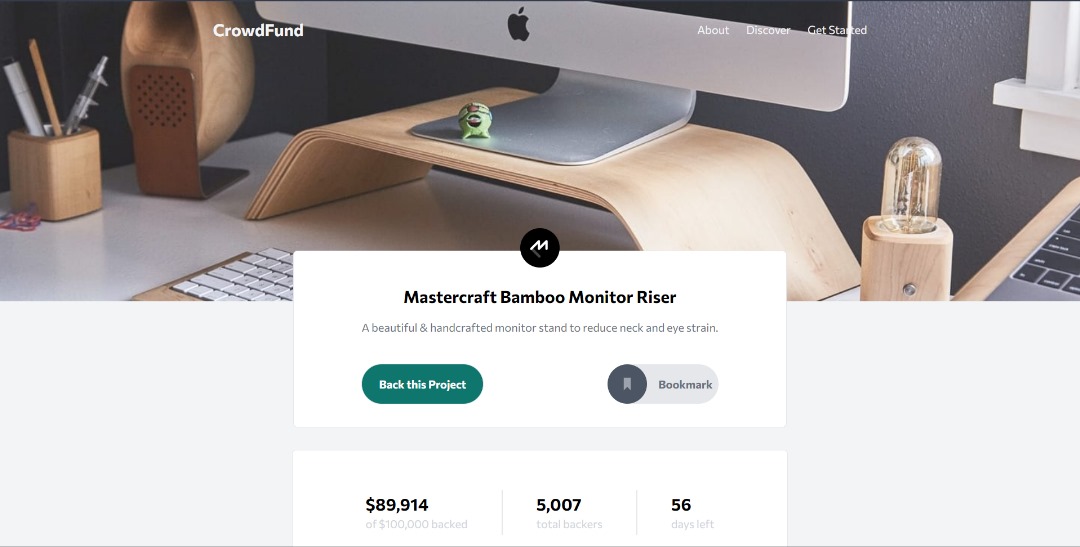 CrowdFund
About Discover Get Started
Mastercraft Bamboo Monitor Riser
A beautiful & handcrafted monitor stand to reduce neck and eye strain.
Back this Project
Bookmark
$89,914
of $100,000 backed
5,007
total backers
56
days left